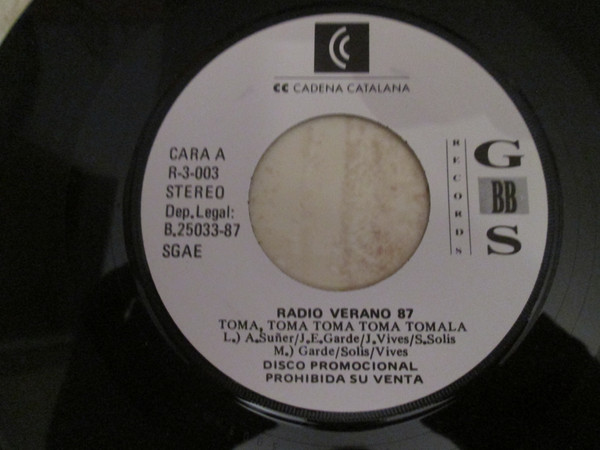 CC CADENA CATALANA
CARA A
R-3-003
STEREO
Dep. Legal:
B.25033-87
SGAE
RECORDS
G
BB
S
RADIO VERANO 87
TOMA, TOMA TOMA TOMA TOMALA
L.) A.Suñer/J.E.Garde/J.Vives/S.Solis
M.) Garde/Solis/Vives
DISCO PROMOCIONAL
PROHIBIDA SU VENTA